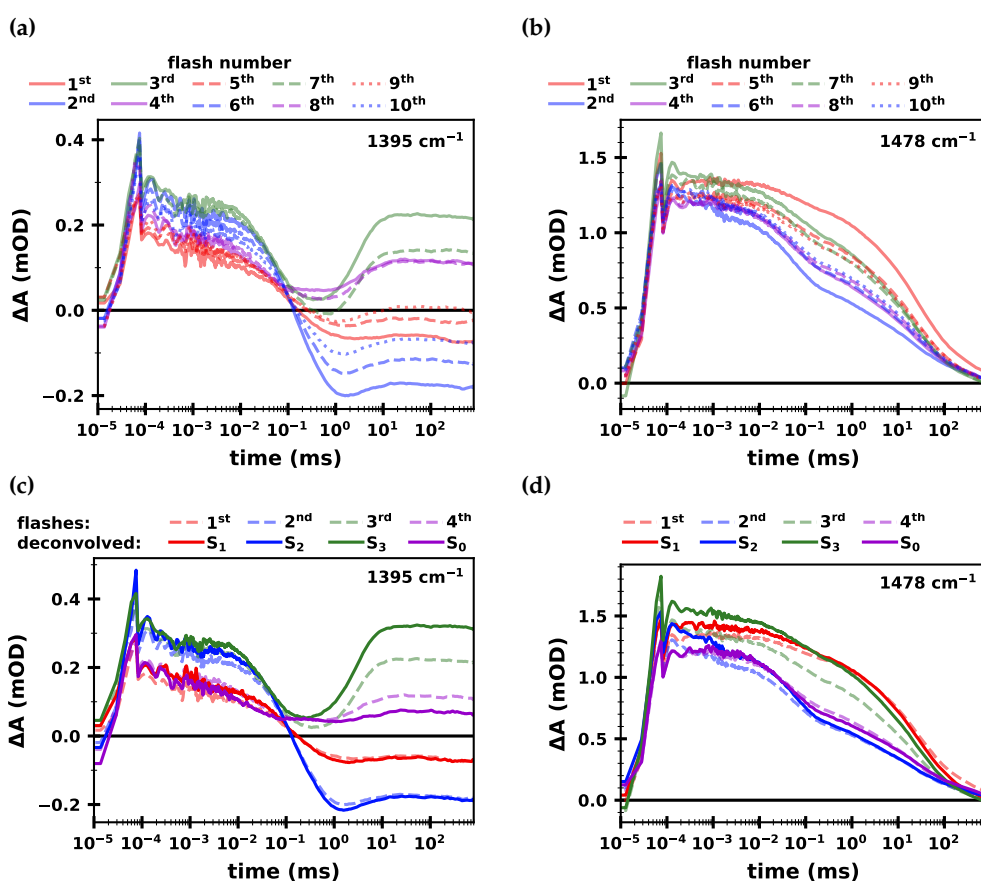 (a)
flash number
1st 3rd 5th 7th 9th
2nd 4th 6th 8th 10th
1395 cm⁻¹
ΔA (mOD)
0.4
0.2
0.0
−0.2
10⁻⁵ 10⁻⁴ 10⁻³ 10⁻² 10⁻¹ 10⁰ 10¹ 10²
time (ms)
(b)
flash number
1st 3rd 5th 7th 9th
2nd 4th 6th 8th 10th
1478 cm⁻¹
ΔA (mOD)
1.5
1.0
0.5
0.0
10⁻⁵ 10⁻⁴ 10⁻³ 10⁻² 10⁻¹ 10⁰ 10¹ 10²
time (ms)
(c)
flashes: 1st 2nd 3rd 4th
deconvolved: S₁ S₂ S₃ S₀
1395 cm⁻¹
ΔA (mOD)
0.4
0.2
0.0
−0.2
10⁻⁵ 10⁻⁴ 10⁻³ 10⁻² 10⁻¹ 10⁰ 10¹ 10²
time (ms)
(d)
1st 2nd 3rd 4th
S₁ S₂ S₃ S₀
1478 cm⁻¹
ΔA (mOD)
1.5
1.0
0.5
0.0
10⁻⁵ 10⁻⁴ 10⁻³ 10⁻² 10⁻¹ 10⁰ 10¹ 10²
time (ms)